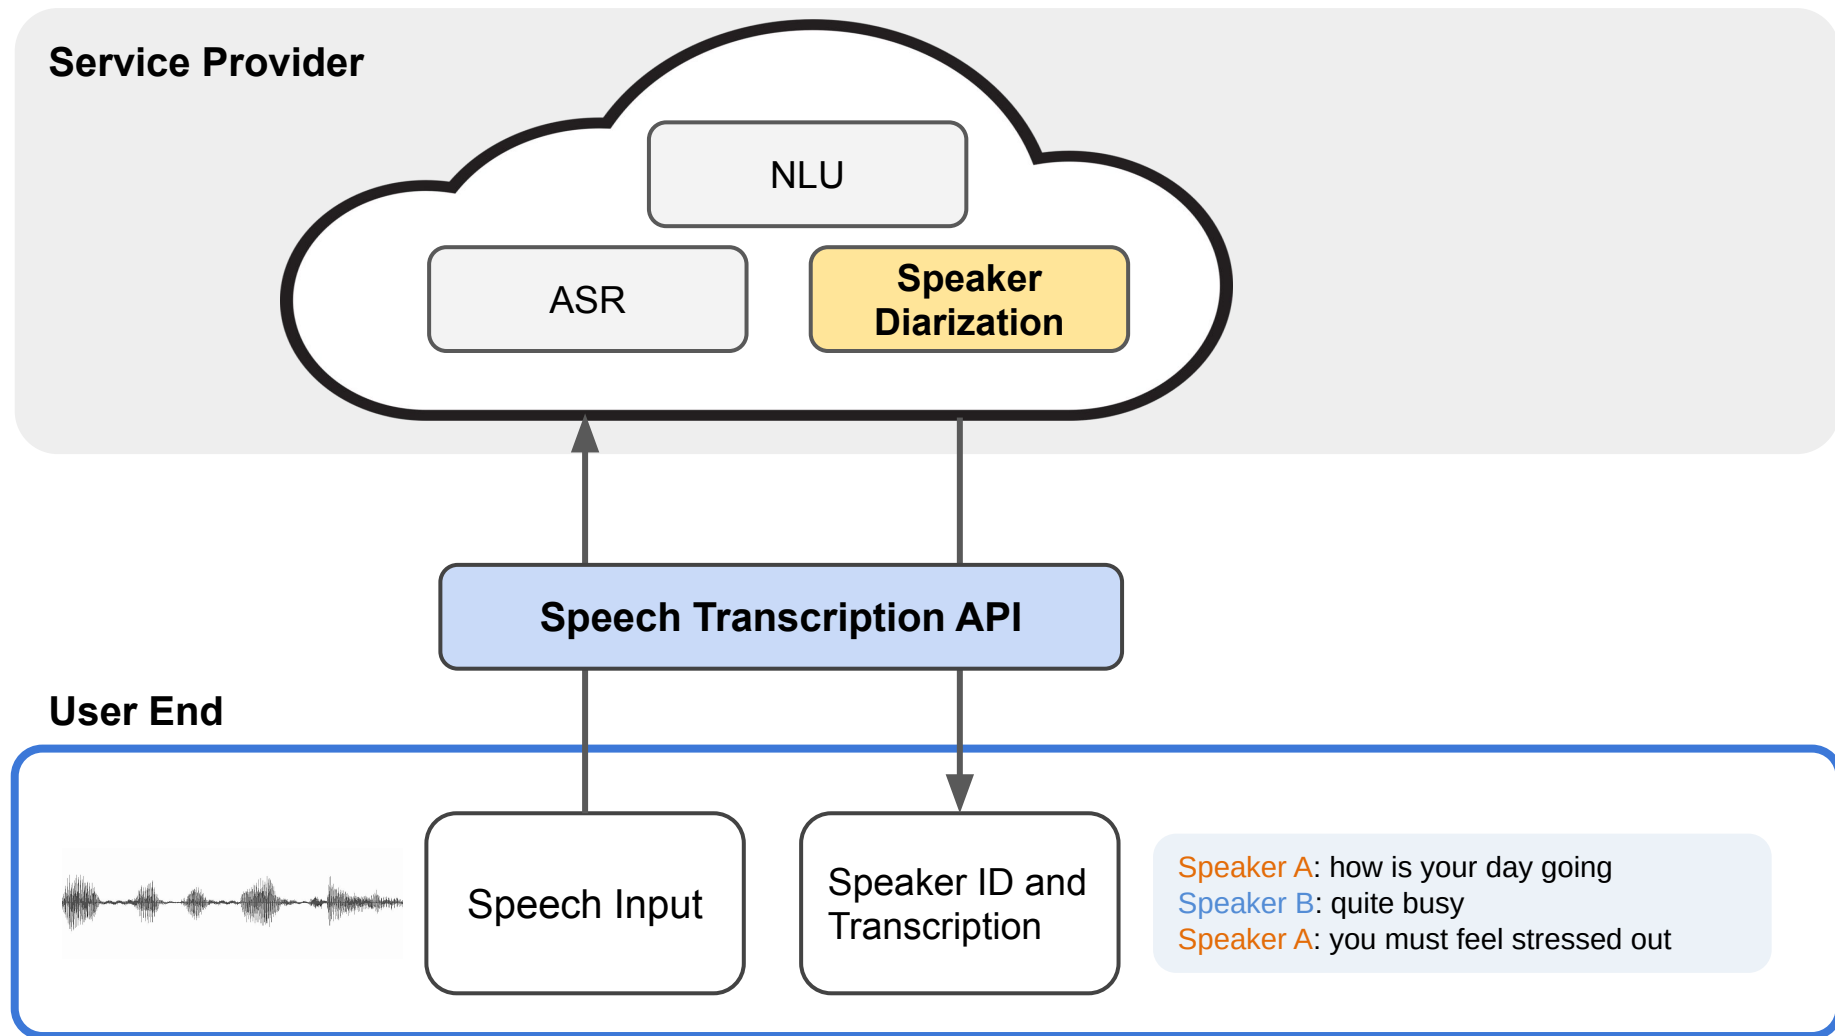 Service Provider
NLU
ASR
Speaker
Diarization
Speech Transcription API
User End
Speech Input
Speaker ID and
Transcription
Speaker A: how is your day going
Speaker B: quite busy
Speaker A: you must feel stressed out